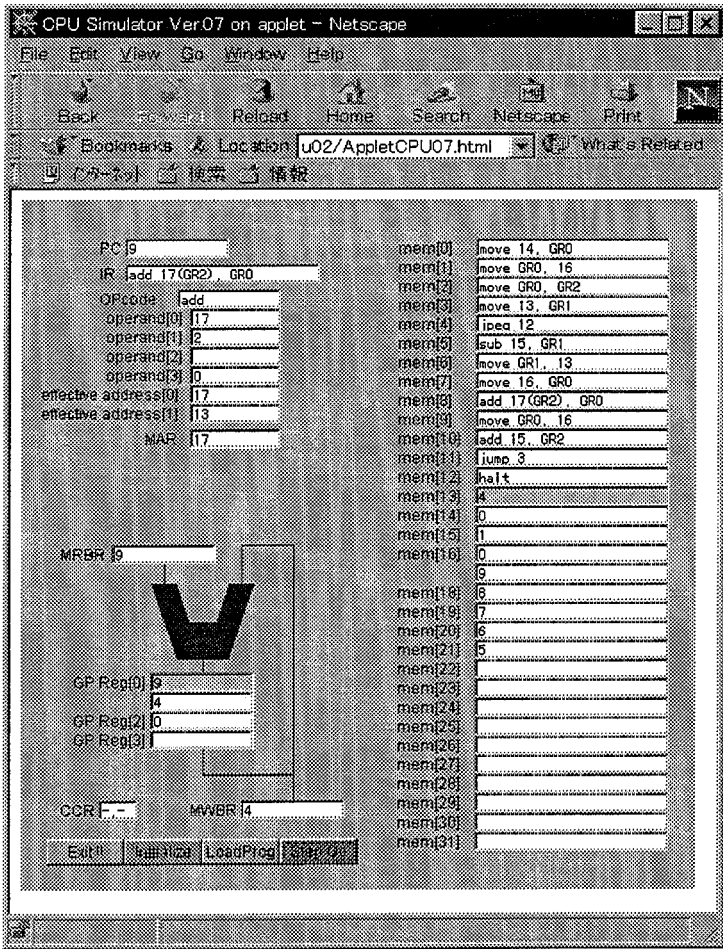 CPU Simulator Ver.07 on applet - Netscape
File Edit View Go Window Help
Back Forward Reload Home Search Netscape Print
Bookmarks Location u02/AppletCPU07.html What's Related
インターネット 検索 情報
PC 9
IR add 17(GR2), GR0
OPcode add
operand[0] 17
operand[1] 2
operand[2]
operand[3] 0
effective address[0] 17
effective address[1] 13
MAR 17
MRBR 9
GP Reg[0] 9
4
GP Reg[2] 0
GP Reg[3]
CCR -,-
MWBR 4
Exit!! Initialize LoadProg
mem[0] move 14, GR0
mem[1] move GR0, 16
mem[2] move GR0, GR2
mem[3] move 13, GR1
mem[4] jpeq 12
mem[5] sub 15, GR1
mem[6] move GR1, 13
mem[7] move 16, GR0
mem[8] add 17(GR2), GR0
mem[9] move GR0, 16
mem[10] add 15, GR2
mem[11] jump 3
mem[12] halt
mem[13] 4
mem[14] 0
mem[15] 1
mem[16] 0
9
mem[18] 8
mem[19] 7
mem[20] 6
mem[21] 5
mem[22]
mem[23]
mem[24]
mem[25]
mem[26]
mem[27]
mem[28]
mem[29]
mem[30]
mem[31]